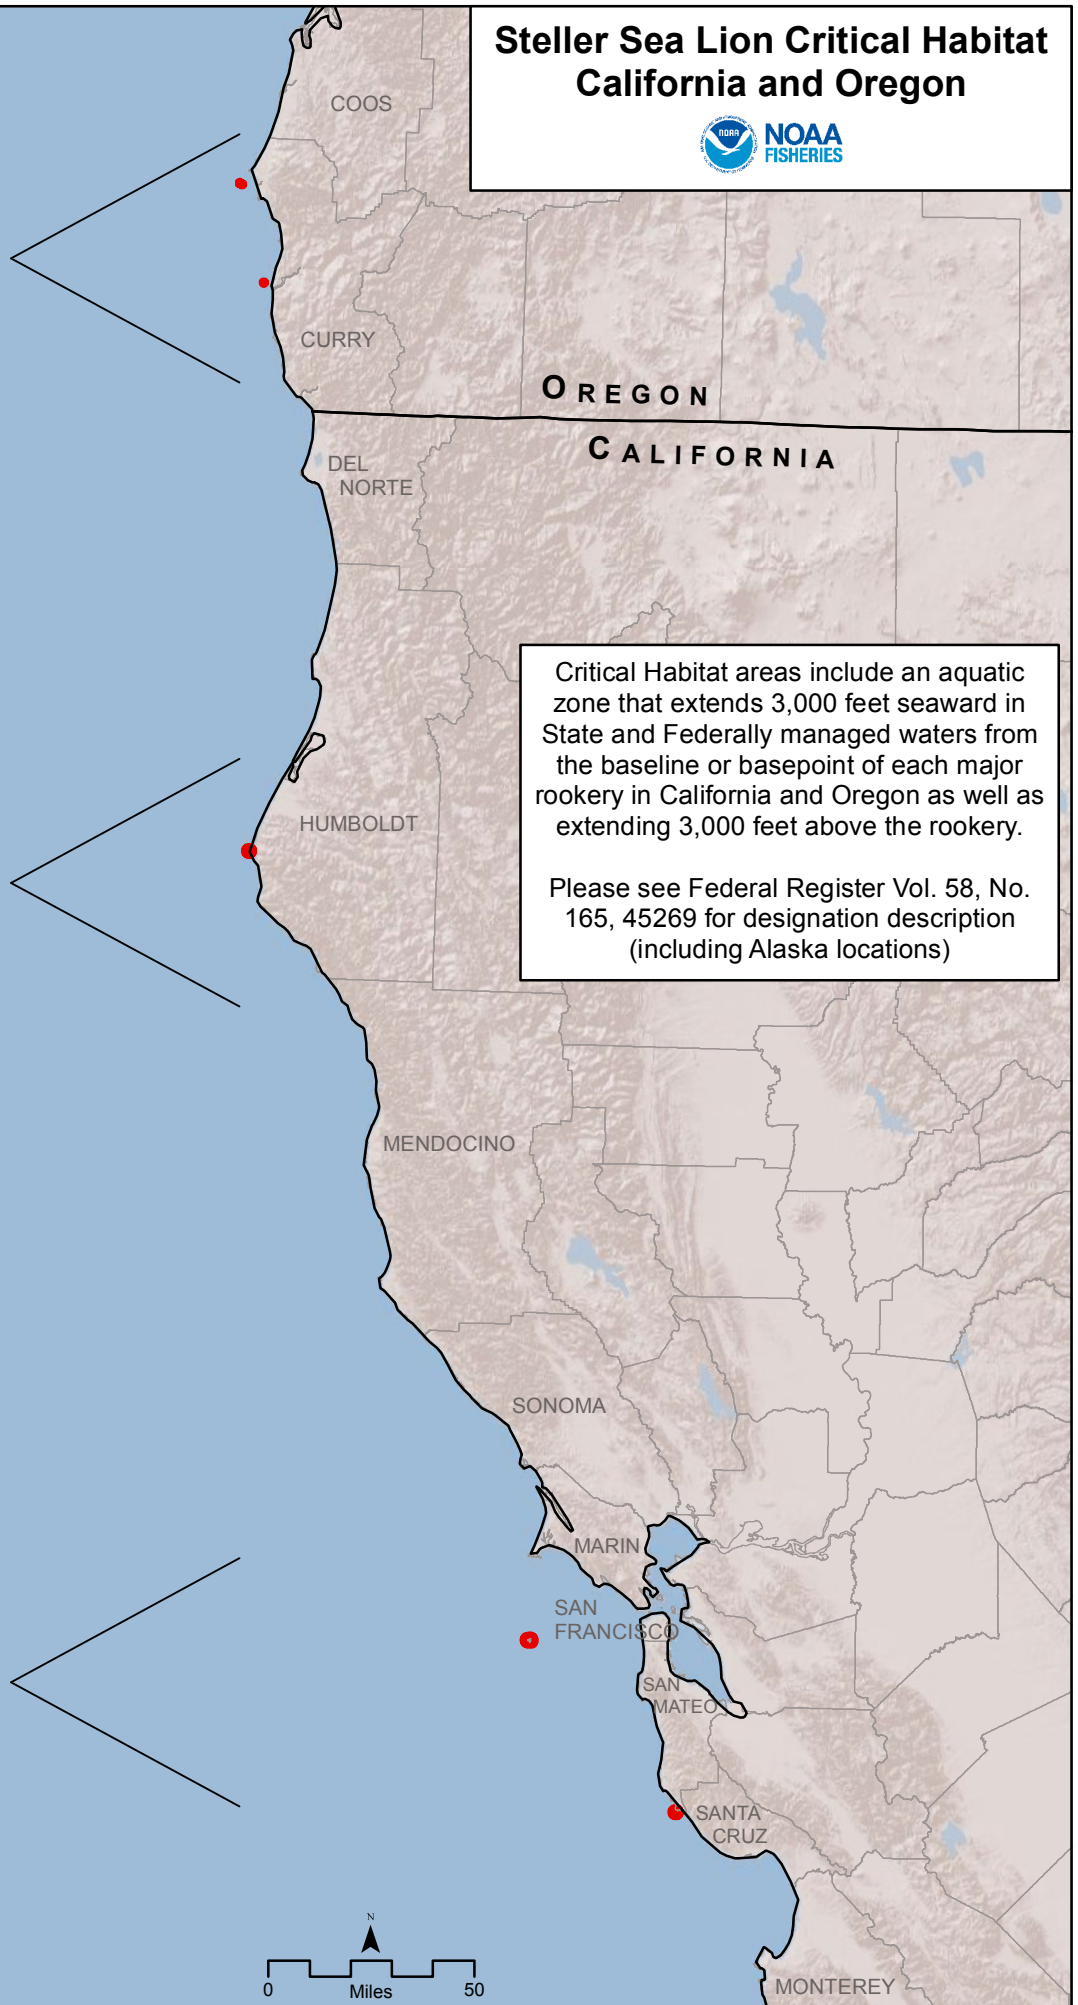 Steller Sea Lion Critical Habitat
California and Oregon
NOAA
NOAA
FISHERIES
COOS
CURRY
OREGON
CALIFORNIA
DEL
NORTE
Critical Habitat areas include an aquatic
zone that extends 3,000 feet seaward in
State and Federally managed waters from
the baseline or basepoint of each major
rookery in California and Oregon as well as
extending 3,000 feet above the rookery.
Please see Federal Register Vol. 58, No.
165, 45269 for designation description
(including Alaska locations)
HUMBOLDT
MENDOCINO
SONOMA
MARIN
SAN
FRANCISCO
SAN
MATEO
SANTA
CRUZ
N
0 Miles 50
MONTEREY